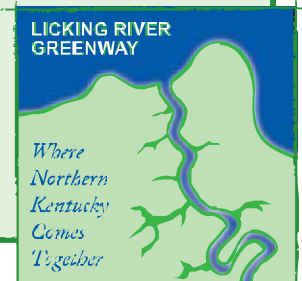 LICKING RIVER
GREENWAY
Where
Northern
Kentucky
Comes
Together